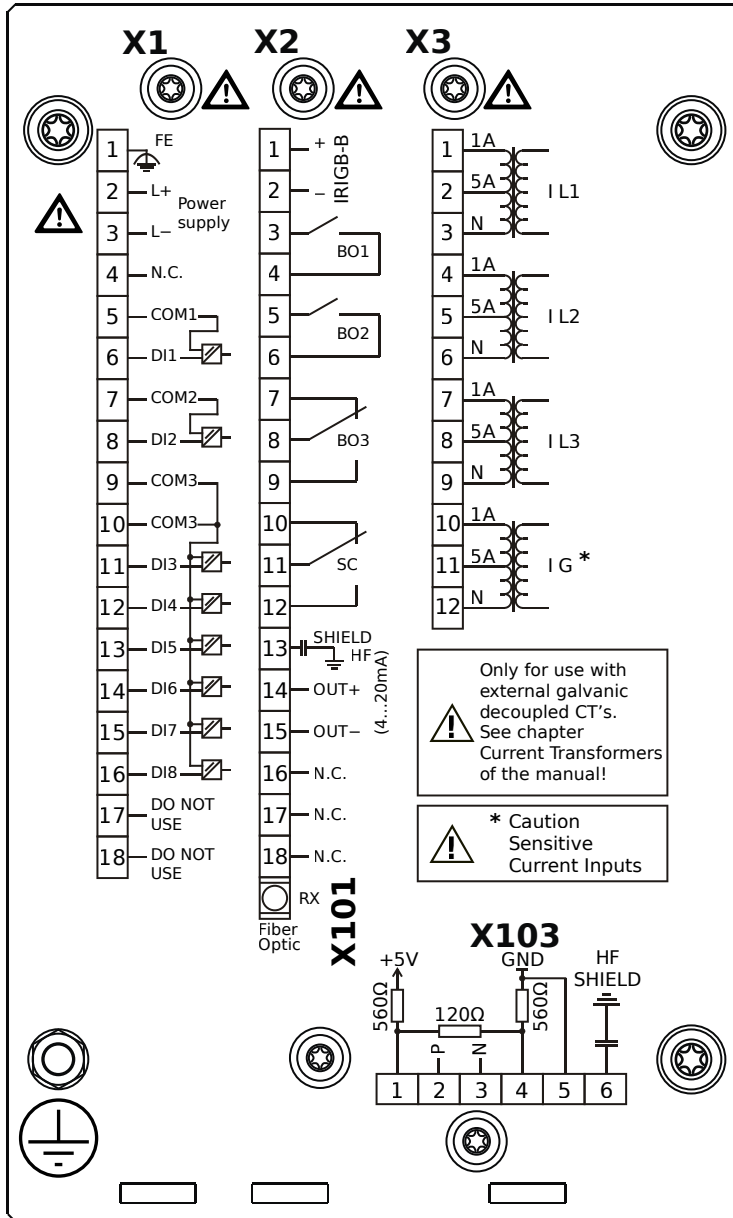 X1
X2
X3
1 FE
2 L+
3 L−
Power
supply
4 N.C.
5 COM1
6 DI1
7 COM2
8 DI2
9 COM3
10 COM3
11 DI3
12 DI4
13 DI5
14 DI6
15 DI7
16 DI8
17 DO NOT
USE
18 DO NOT
USE
1 +
2 −
IRIGB-B
3
4
BO1
5
6
BO2
7
8 BO3
9
10
11 SC
12
13 SHIELD
HF
14 OUT+
15 OUT−
(4...20mA)
16 N.C.
17 N.C.
18 N.C.
RX
Fiber
Optic
X101
1 1A
2 5A I L1
3 N
4 1A
5 5A I L2
6 N
7 1A
8 5A I L3
9 N
10 1A
11 5A I G *
12 N
! Only for use with
external galvanic
decoupled CT's.
See chapter
Current Transformers
of the manual!
! * Caution
Sensitive
Current Inputs
X103
+5V
GND
HF
SHIELD
560Ω
120Ω
560Ω
P
N
1 2 3 4 5 6